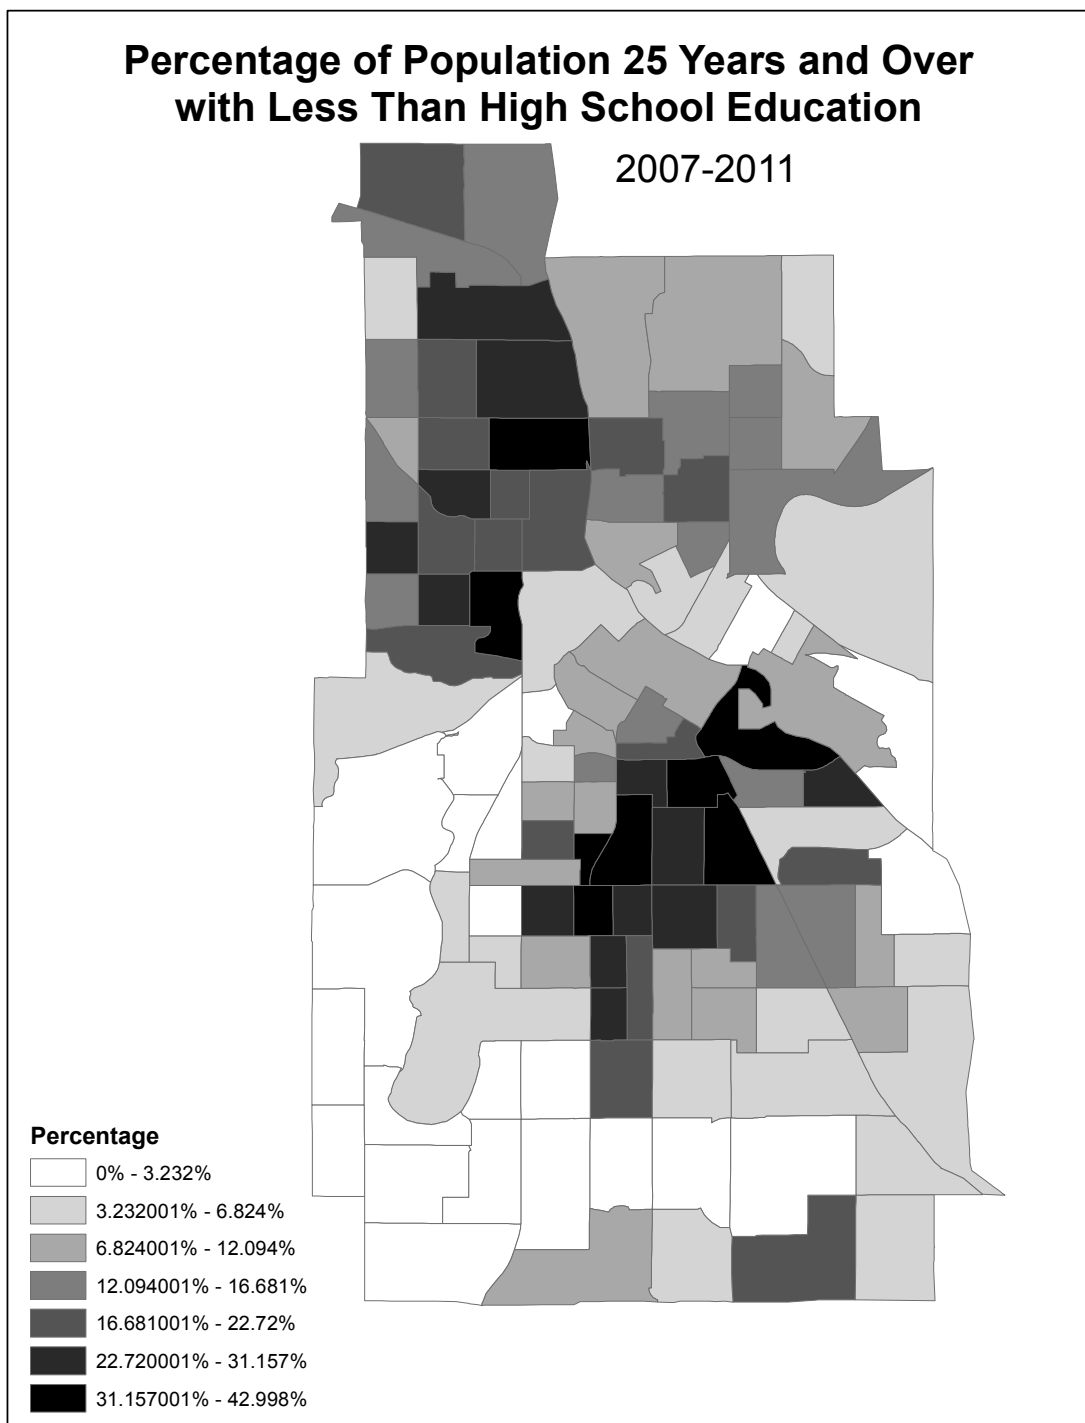 Percentage of Population 25 Years and Over
with Less Than High School Education
2007-2011
Percentage
0% - 3.232%
3.232001% - 6.824%
6.824001% - 12.094%
12.094001% - 16.681%
16.681001% - 22.72%
22.720001% - 31.157%
31.157001% - 42.998%